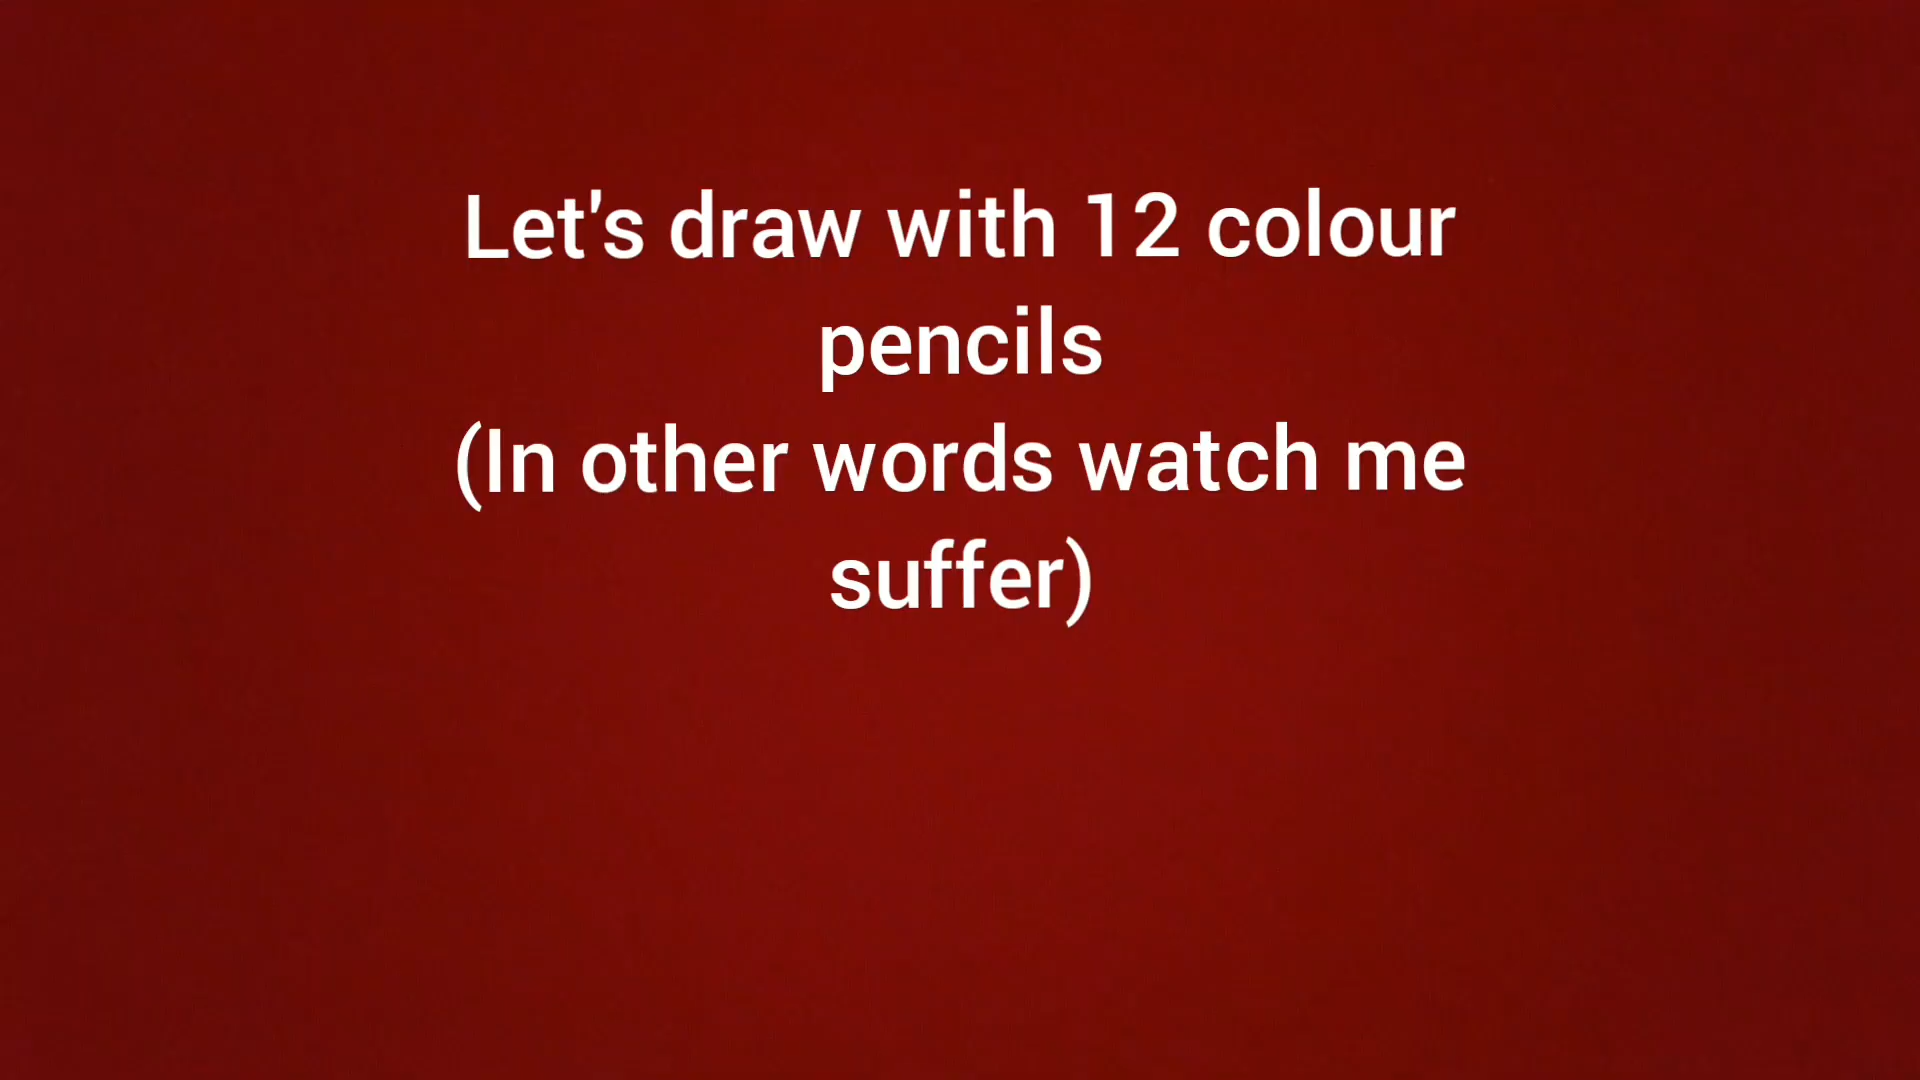 Let's draw with 12 colour
pencils
(In other words watch me
suffer)